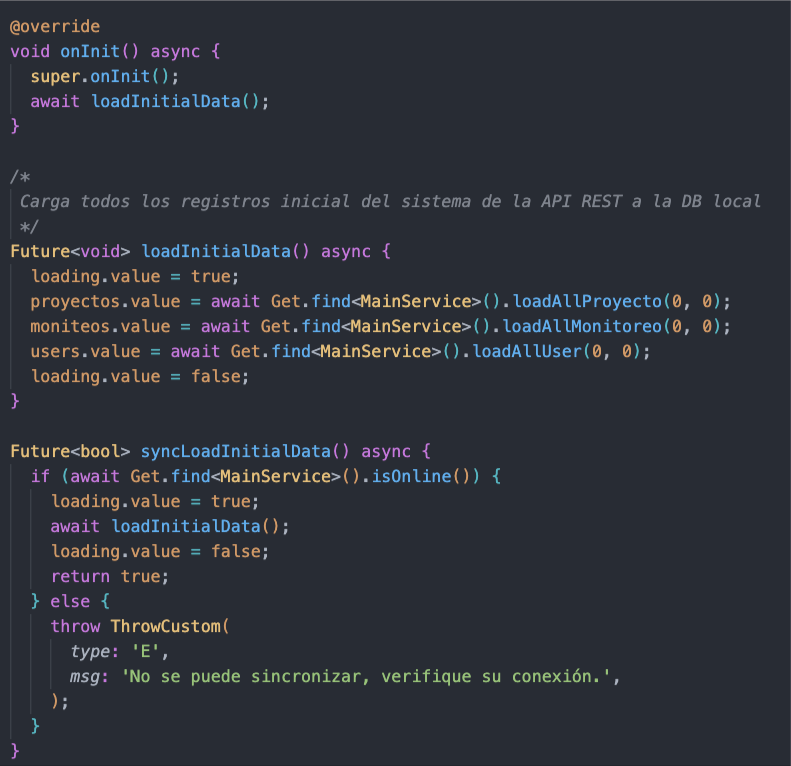 @override
void onInit() async {
  super.onInit();
  await loadInitialData();
}

/*
 Carga todos los registros inicial del sistema de la API REST a la DB local
 */
Future<void> loadInitialData() async {
  loading.value = true;
  proyectos.value = await Get.find<MainService>().loadAllProyecto(0, 0);
  moniteos.value = await Get.find<MainService>().loadAllMonitoreo(0, 0);
  users.value = await Get.find<MainService>().loadAllUser(0, 0);
  loading.value = false;
}

Future<bool> syncLoadInitialData() async {
  if (await Get.find<MainService>().isOnline()) {
    loading.value = true;
    await loadInitialData();
    loading.value = false;
    return true;
  } else {
    throw ThrowCustom(
      type: 'E',
      msg: 'No se puede sincronizar, verifique su conexión.',
    );
  }
}